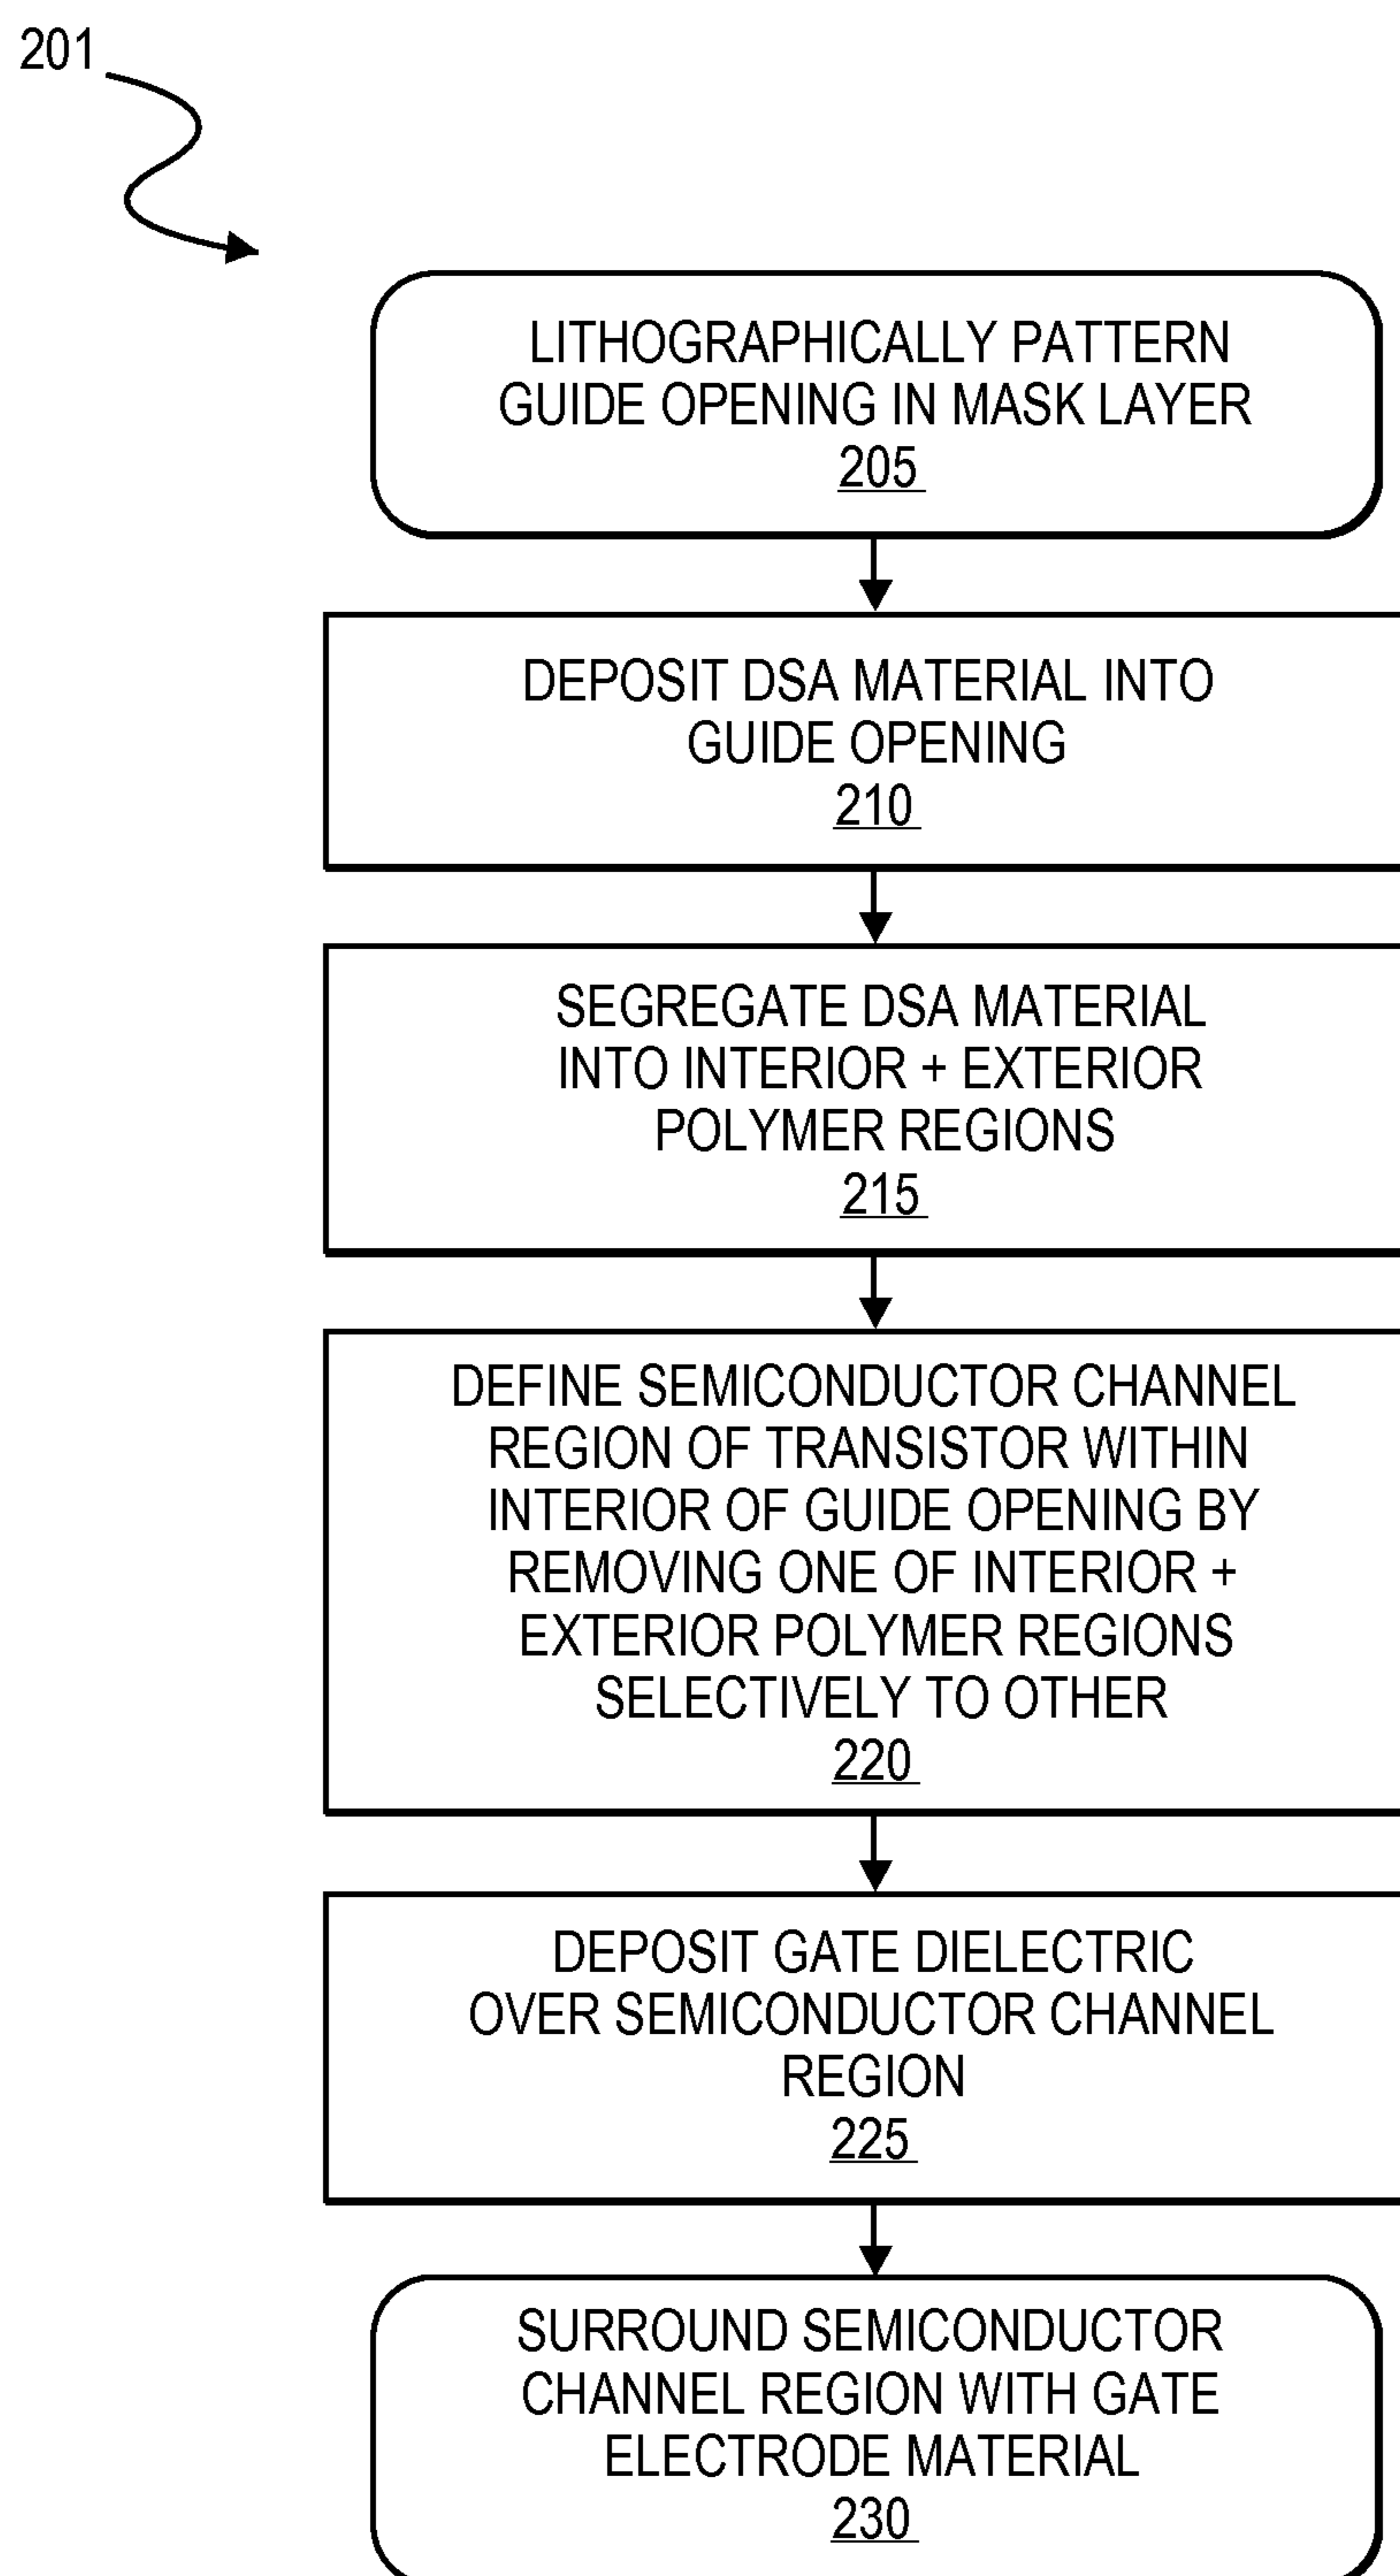 201
LITHOGRAPHICALLY PATTERN
GUIDE OPENING IN MASK LAYER
205
DEPOSIT DSA MATERIAL INTO
GUIDE OPENING
210
SEGREGATE DSA MATERIAL
INTO INTERIOR + EXTERIOR
POLYMER REGIONS
215
DEFINE SEMICONDUCTOR CHANNEL
REGION OF TRANSISTOR WITHIN
INTERIOR OF GUIDE OPENING BY
REMOVING ONE OF INTERIOR +
EXTERIOR POLYMER REGIONS
SELECTIVELY TO OTHER
220
DEPOSIT GATE DIELECTRIC
OVER SEMICONDUCTOR CHANNEL
REGION
225
SURROUND SEMICONDUCTOR
CHANNEL REGION WITH GATE
ELECTRODE MATERIAL
230